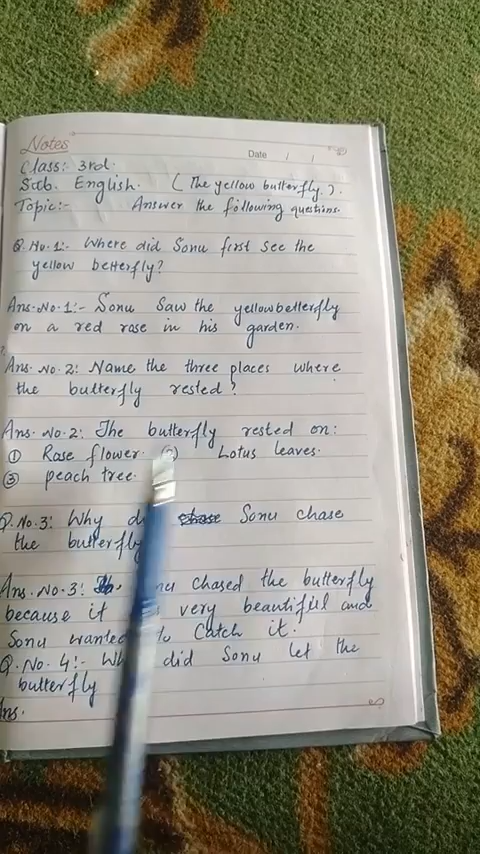 Notes
Date / /
Class:- 3rd.
Sub. English. (The yellow butterfly.).
Topic:- Answer the following questions.
Q.No.1:- Where did Sonu first see the
yellow betterfly?
Ans.No.1:- Sonu Saw the yellowbetterfly
on a red rose in his garden.
Ans. No. 2: Name the three places where
the butterfly rested?
Ans. No.2: The butterfly rested on:
① Rose flower. ② Lotus leaves.
③ peach tree.
Q.No.3: Why Sonu chase
the butterfly
Ans. No.3: chased the butterfly
because it very beautiful and
Sonu wanted to Catch it.
Q.No. 4:- did Sonu let the
butterfly
Ans.